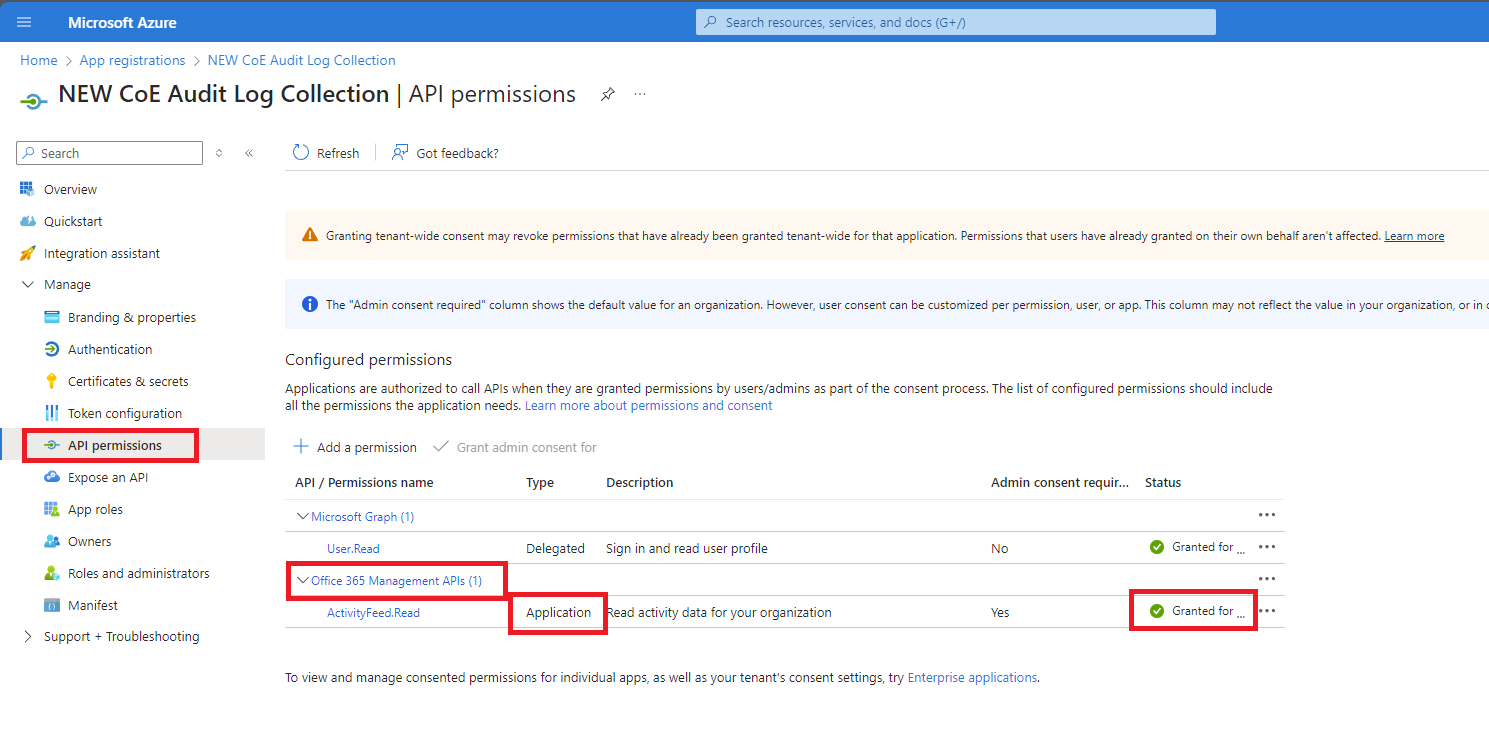 Microsoft Azure
Search resources, services, and docs (G+/)
Home > App registrations > NEW CoE Audit Log Collection
NEW CoE Audit Log Collection | API permissions
Search
Refresh
Got feedback?
Overview
Quickstart
Integration assistant
Manage
Branding & properties
Authentication
Certificates & secrets
Token configuration
API permissions
Expose an API
App roles
Owners
Roles and administrators
Manifest
Support + Troubleshooting
Granting tenant-wide consent may revoke permissions that have already been granted tenant-wide for that application. Permissions that users have already granted on their own behalf aren't affected. Learn more
The "Admin consent required" column shows the default value for an organization. However, user consent can be customized per permission, user, or app. This column may not reflect the value in your organization, or in
Configured permissions
Applications are authorized to call APIs when they are granted permissions by users/admins as part of the consent process. The list of configured permissions should include
all the permissions the application needs. Learn more about permissions and consent
Add a permission
Grant admin consent for
API / Permissions name Type Description Admin consent requir... Status
Microsoft Graph (1)
User.Read Delegated Sign in and read user profile No Granted for ...
Office 365 Management APIs (1)
ActivityFeed.Read Application Read activity data for your organization Yes Granted for ...
To view and manage consented permissions for individual apps, as well as your tenant's consent settings, try Enterprise applications.